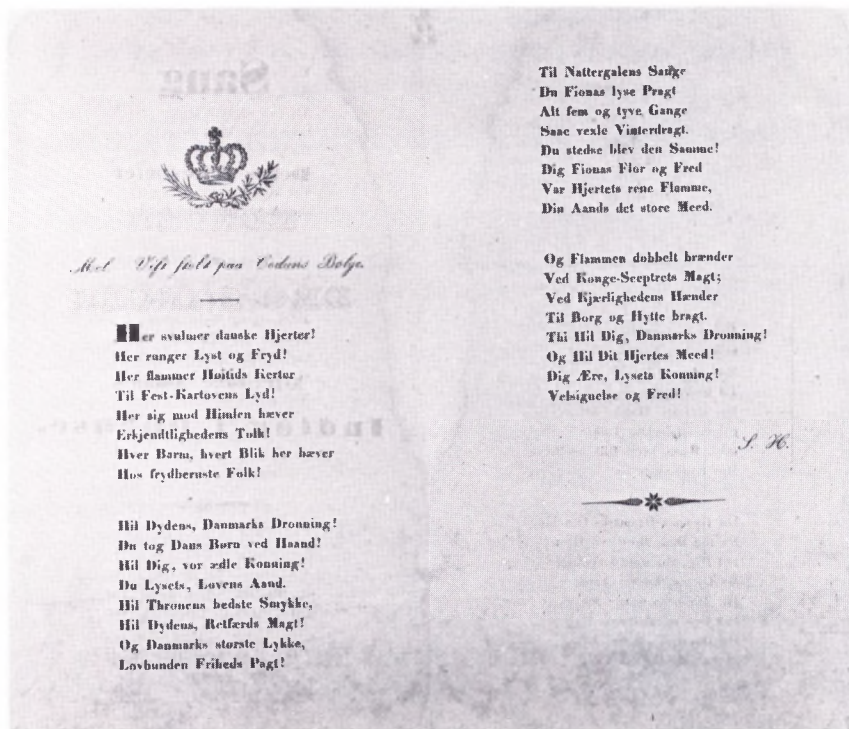 Mel. Vift stolt paa Codans Bølge.
Her svulmer danske Hjerter!
Her runger Lyst og Fryd!
Her flammer Høitids Kerter
Til Fest-Kartovens Lyd!
Her sig mod Himlen hæver
Erkjendtlighedens Tolk!
Hver Barm, hvert Blik her bæver
Hos frydberuste Folk!
Hil Dydens, Danmarks Dronning!
Du tog Dans Børn ved Haand!
Hil Dig, vor ædle Konning!
Du Lysets, Lovens Aand.
Hil Thronens bedste Smykke,
Hil Dydens, Retfærds Magt!
Og Danmarks største Lykke,
Lovbunden Friheds Pagt!
Til Nattergalens Sange
Du Fionas lyse Pragt
Alt fem og tyve Gange
Saae vexle Vinterdragt.
Du stedse blev den Samme!
Dig Fionas Flor og Fred
Var Hjertets rene Flamme,
Din Aands det store Meed.
Og Flammen dobbelt brænder
Ved Konge-Sceptrets Magt;
Ved Kjærlighedens Hænder
Til Borg og Hytte bragt.
Thi Hil Dig, Danmarks Dronning!
Og Hil Dit Hjertes Meed!
Dig Ære, Lysets Konning!
Velsignelse og Fred!
S. H.